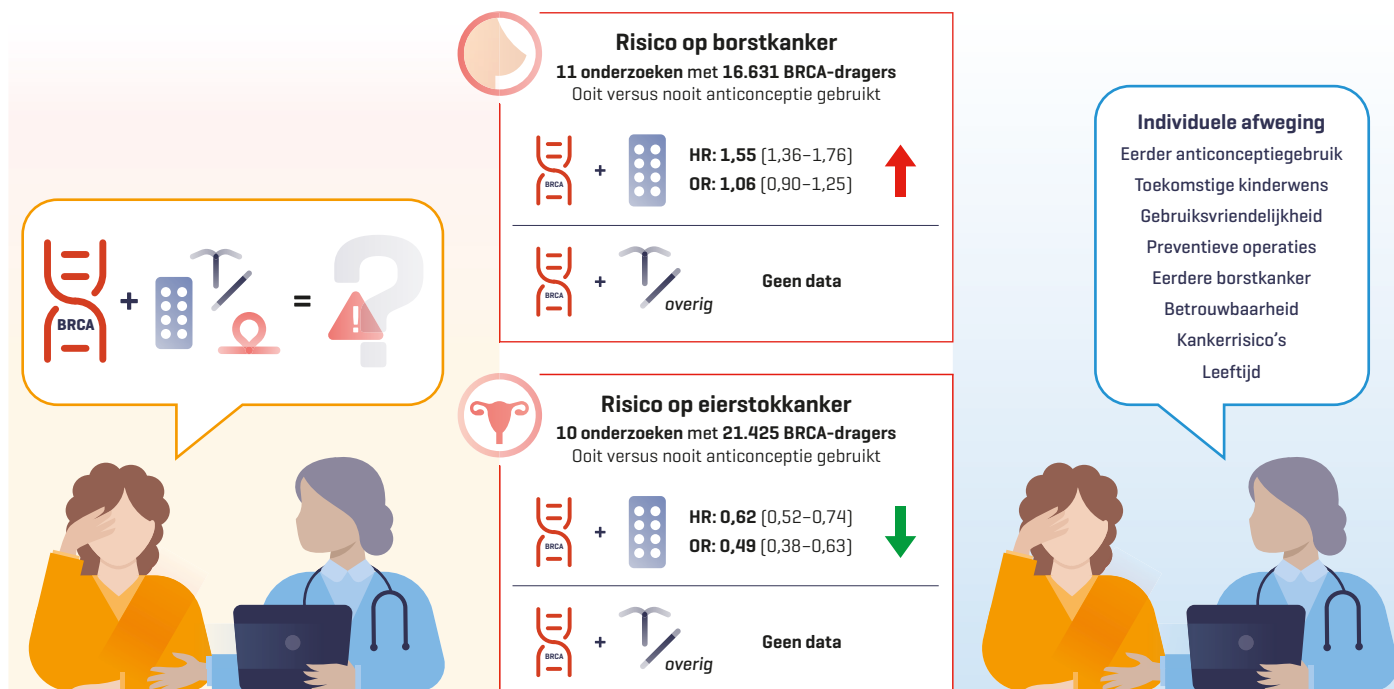 BRCA
+
=
!
?
Risico op borstkanker
11 onderzoeken met 16.631 BRCA-dragers
Ooit versus nooit anticonceptie gebruikt
BRCA
+
HR: 1,55 (1,36–1,76)
OR: 1,06 (0,90–1,25)
BRCA
+
overig
Geen data
Risico op eierstokkanker
10 onderzoeken met 21.425 BRCA-dragers
Ooit versus nooit anticonceptie gebruikt
BRCA
+
HR: 0,62 (0,52–0,74)
OR: 0,49 (0,38–0,63)
BRCA
+
overig
Geen data
Individuele afweging
Eerder anticonceptiegebruik
Toekomstige kinderwens
Gebruiksvriendelijkheid
Preventieve operaties
Eerdere borstkanker
Betrouwbaarheid
Kankerrisico's
Leeftijd